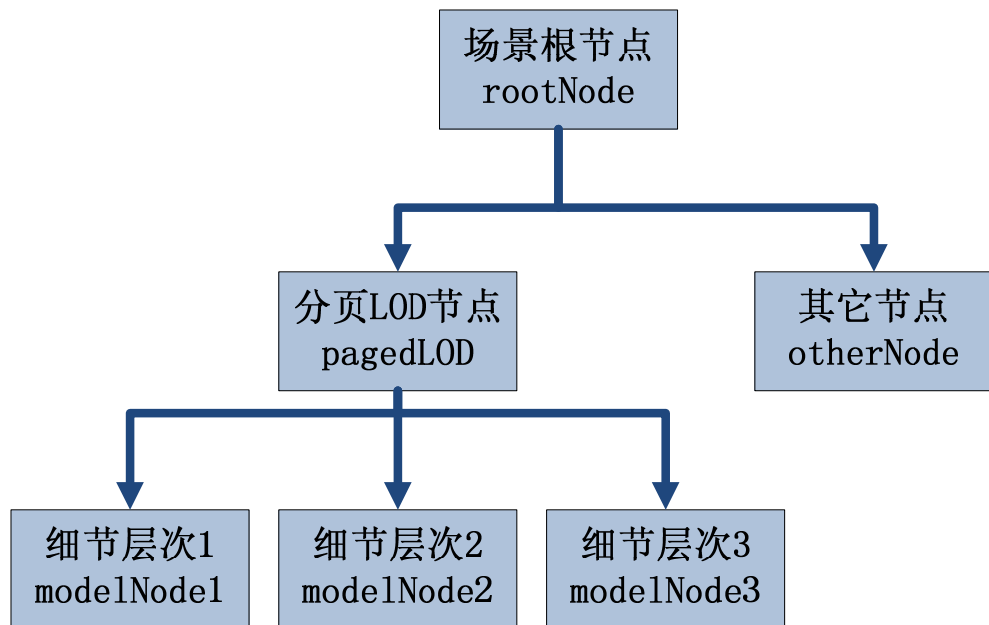 场景根节点
rootNode
分页LOD节点
pagedLOD
其它节点
otherNode
细节层次1
modelNode1
细节层次2
modelNode2
细节层次3
modelNode3